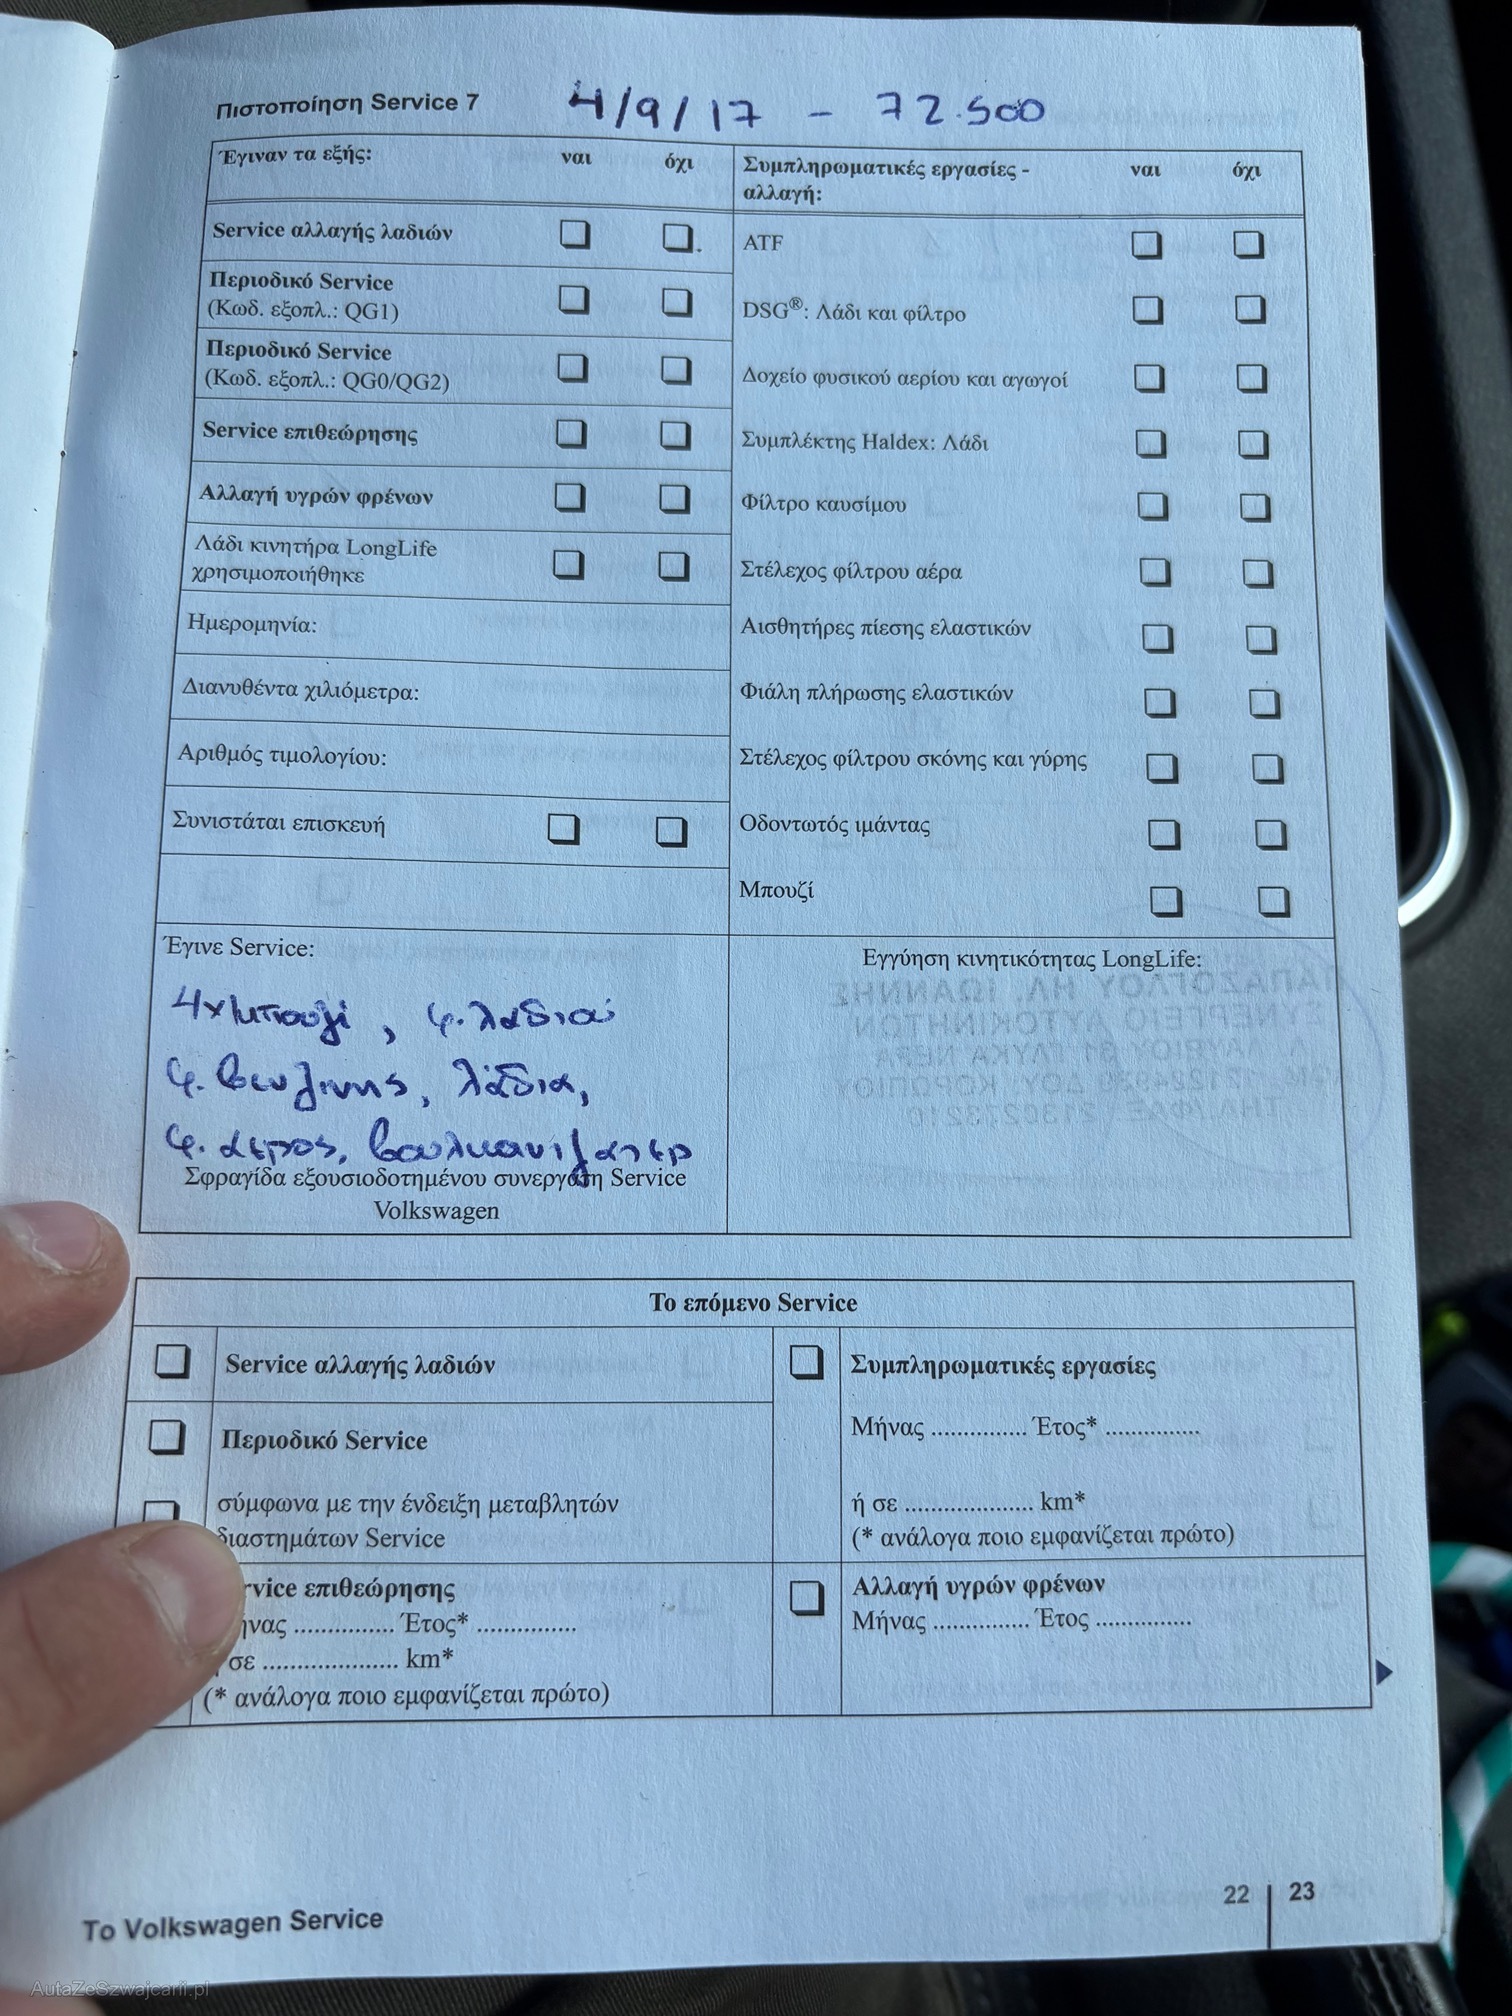 Πιστοποίηση Service 7 4/9/17 - 72.500
Έγιναν τα εξής: ναι όχι
Service αλλαγής λαδιών
Περιοδικό Service
(Κωδ. εξοπλ.: QG1)
Περιοδικό Service
(Κωδ. εξοπλ.: QG0/QG2)
Service επιθεώρησης
Αλλαγή υγρών φρένων
Λάδι κινητήρα LongLife
χρησιμοποιήθηκε
Ημερομηνία:
Διανυθέντα χιλιόμετρα:
Αριθμός τιμολογίου:
Συνιστάται επισκευή
Συμπληρωματικές εργασίες - ναι όχι
αλλαγή:
ATF
DSG®: Λάδι και φίλτρο
Δοχείο φυσικού αερίου και αγωγοί
Συμπλέκτης Haldex: Λάδι
Φίλτρο καυσίμου
Στέλεχος φίλτρου αέρα
Αισθητήρες πίεσης ελαστικών
Φιάλη πλήρωσης ελαστικών
Στέλεχος φίλτρου σκόνης και γύρης
Οδοντωτός ιμάντας
Μπουζί
Έγινε Service:
4x μπουζί, φ. λαδιού
φ. βενζινης, λάδια,
φ. αερος, βουλκανιζατερ
Σφραγίδα εξουσιοδοτημένου συνεργάτη Service
Volkswagen
Εγγύηση κινητικότητας LongLife:
Το επόμενο Service
Service αλλαγής λαδιών
Περιοδικό Service
σύμφωνα με την ένδειξη μεταβλητών
διαστημάτων Service
rvice επιθεώρησης
ήνας ............... Έτος* ...............
σε ..................... km*
(* ανάλογα ποιο εμφανίζεται πρώτο)
Συμπληρωματικές εργασίες
Μήνας ............... Έτος* ...............
ή σε .................... km*
(* ανάλογα ποιο εμφανίζεται πρώτο)
Αλλαγή υγρών φρένων
Μήνας ............... Έτος ...............
Το Volkswagen Service 22 | 23
AutaZeSzwajcarii.pl